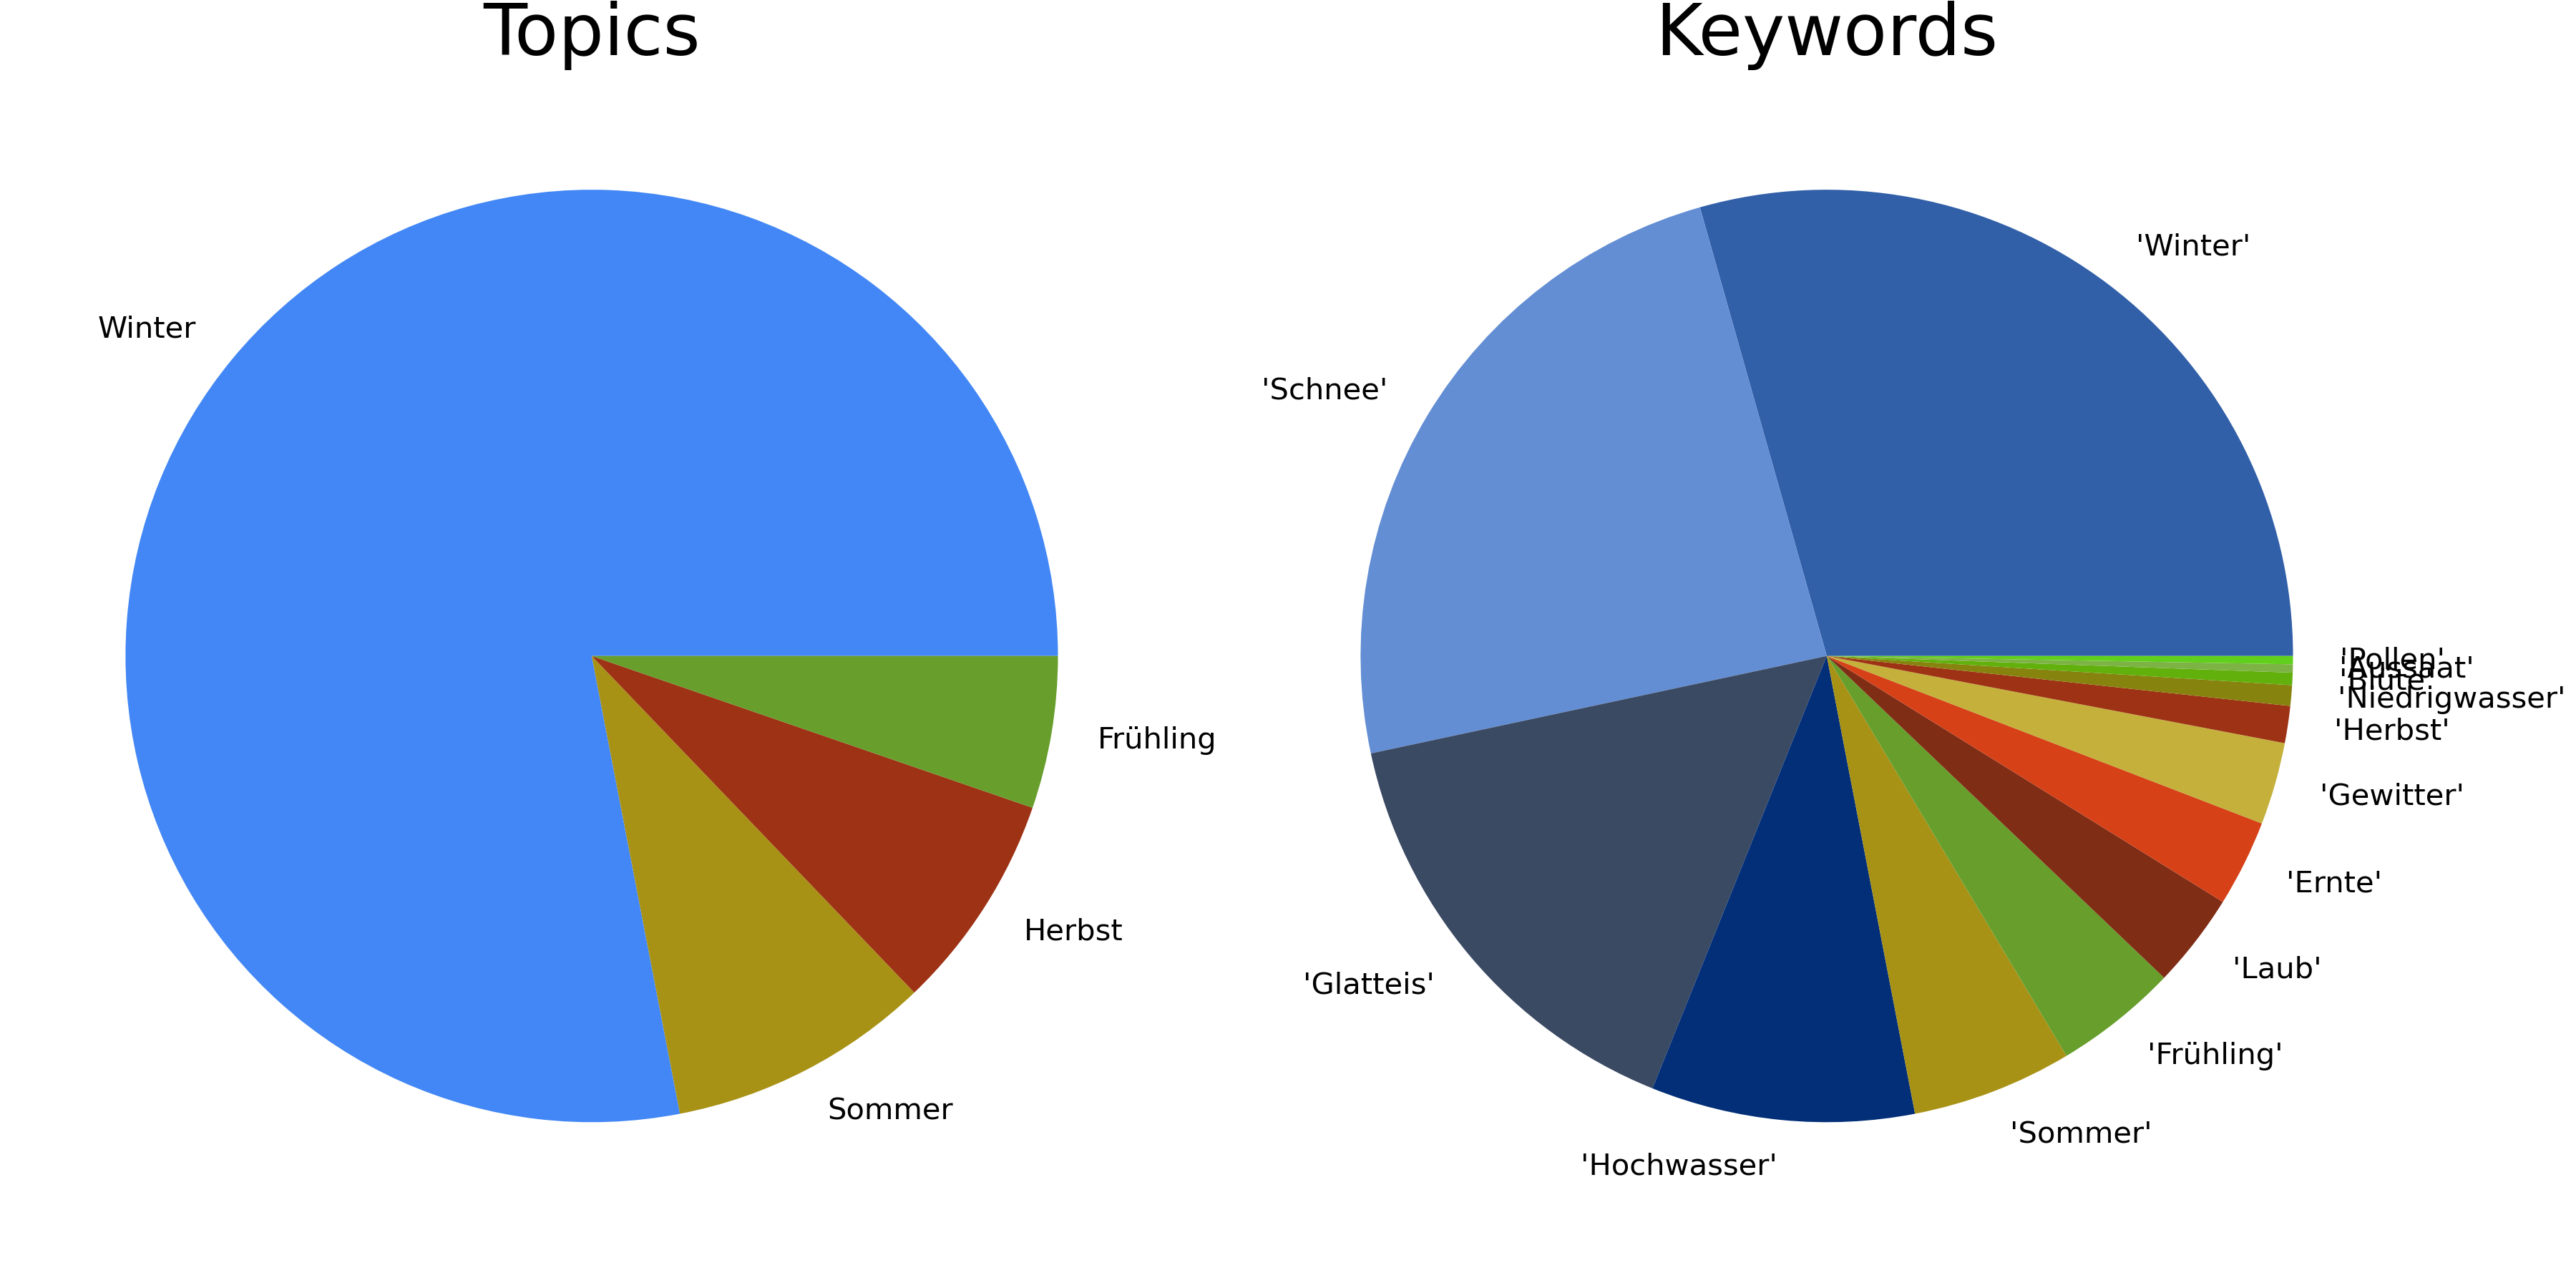 Topics
Keywords
Winter
Frühling
Herbst
Sommer
'Winter'
'Schnee'
'Glatteis'
'Hochwasser'
'Sommer'
'Frühling'
'Laub'
'Ernte'
'Gewitter'
'Herbst'
'Niedrigwasser'
'Blüte'
'Aussaat'
'Pollen'